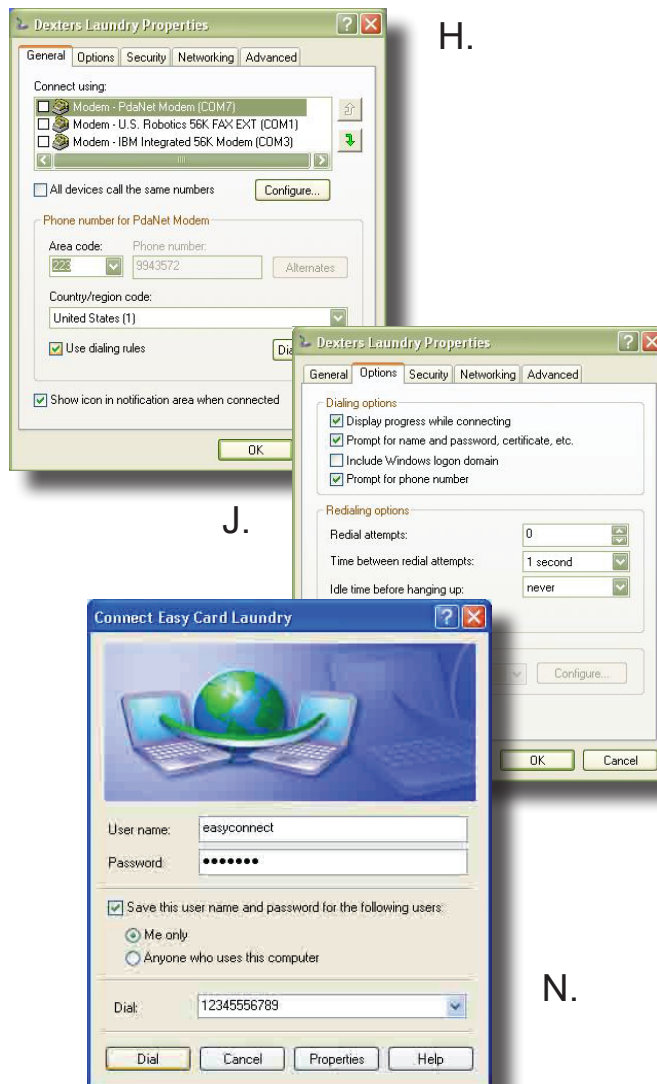 Dexters Laundry Properties
H.
General Options Security Networking Advanced
Connect using:
Modem - PdaNet Modem (COM7)
Modem - U.S. Robotics 56K FAX EXT (COM1)
Modem - IBM Integrated 56K Modem (COM3)
All devices call the same numbers Configure...
Phone number for PdaNet Modem
Area code: Phone number:
223 9943572 Alternates
Country/region code:
United States (1)
Use dialing rules
Show icon in notification area when connected
OK
Dexters Laundry Properties
General Options Security Networking Advanced
Dialing options
Display progress while connecting
Prompt for name and password, certificate, etc.
Include Windows logon domain
Prompt for phone number
J.
Redialing options
Redial attempts: 0
Time between redial attempts: 1 second
Idle time before hanging up: never
Configure...
OK Cancel
Connect Easy Card Laundry
User name: easyconnect
Password:
Save this user name and password for the following users:
Me only
Anyone who uses this computer
N.
Dial: 12345556789
Dial Cancel Properties Help